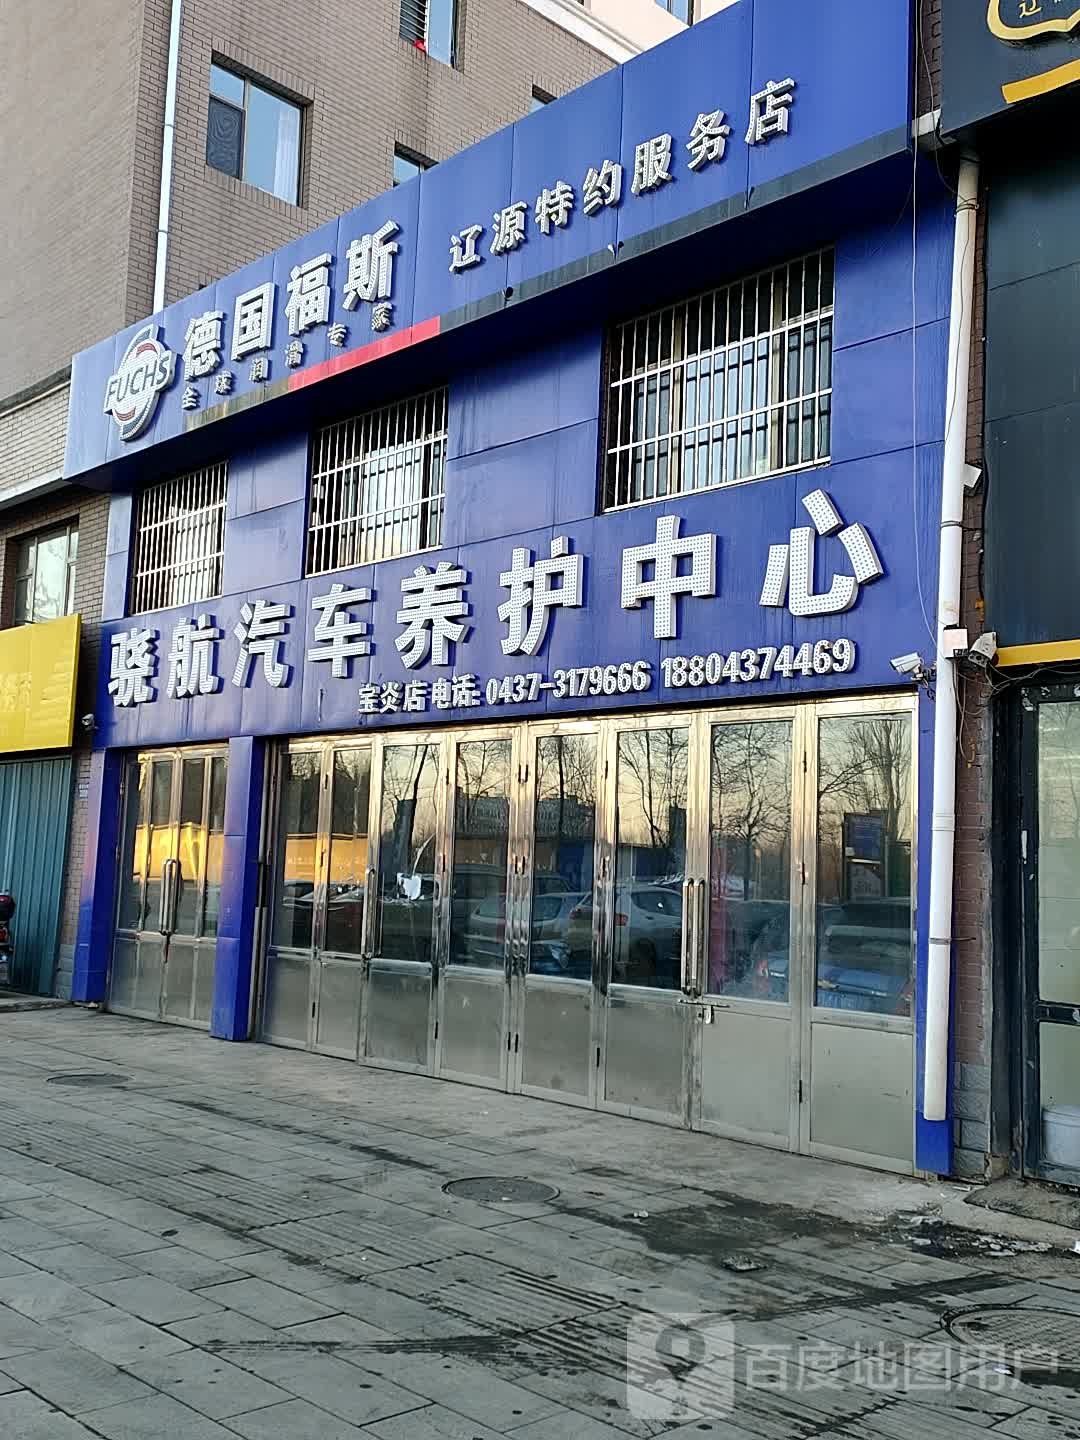 辽源特约服务店
FUCHS
德国福斯
全球润滑专家
骁航汽车养护中心
宝炎店 电话: 0437-3179666 18804374469
百度地图用户